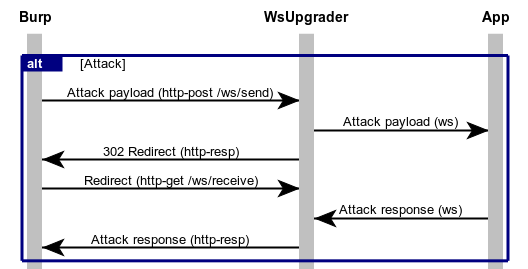 Burp WsUpgrader App
alt [Attack]
Attack payload (http-post /ws/send)
Attack payload (ws)
302 Redirect (http-resp)
Redirect (http-get /ws/receive)
Attack response (ws)
Attack response (http-resp)